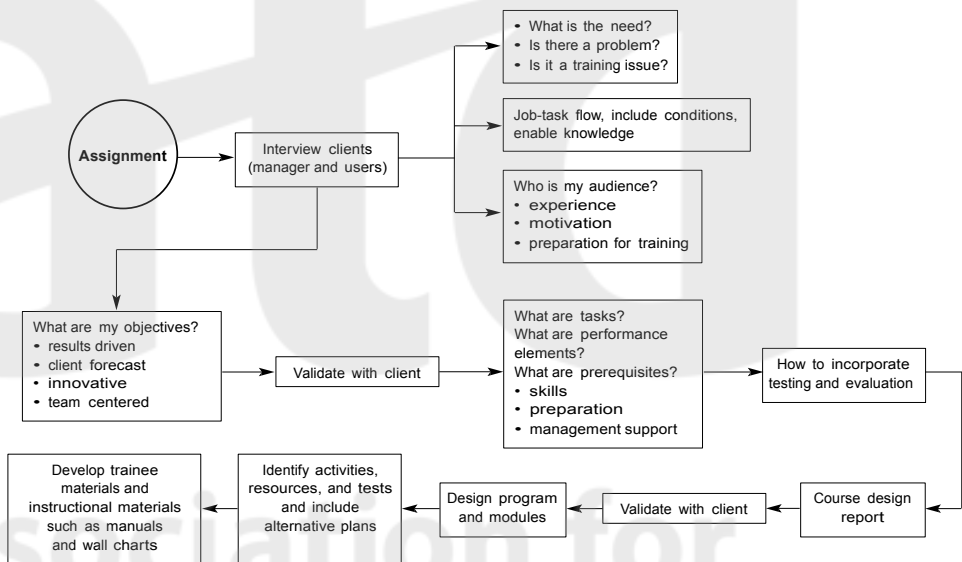 • What is the need?
• Is there a problem?
• Is it a training issue?
Assignment
Interview clients
(manager and users)
Job-task flow, include conditions,
enable knowledge
Who is my audience?
• experience
• motivation
• preparation for training
What are my objectives?
• results driven
• client forecast
• innovative
• team centered
Validate with client
What are tasks?
What are performance
elements?
What are prerequisites?
• skills
• preparation
• management support
How to incorporate
testing and evaluation
Course design
report
Validate with client
Design program
and modules
Identify activities,
resources, and tests
and include
alternative plans
Develop trainee
materials and
instructional materials
such as manuals
and wall charts